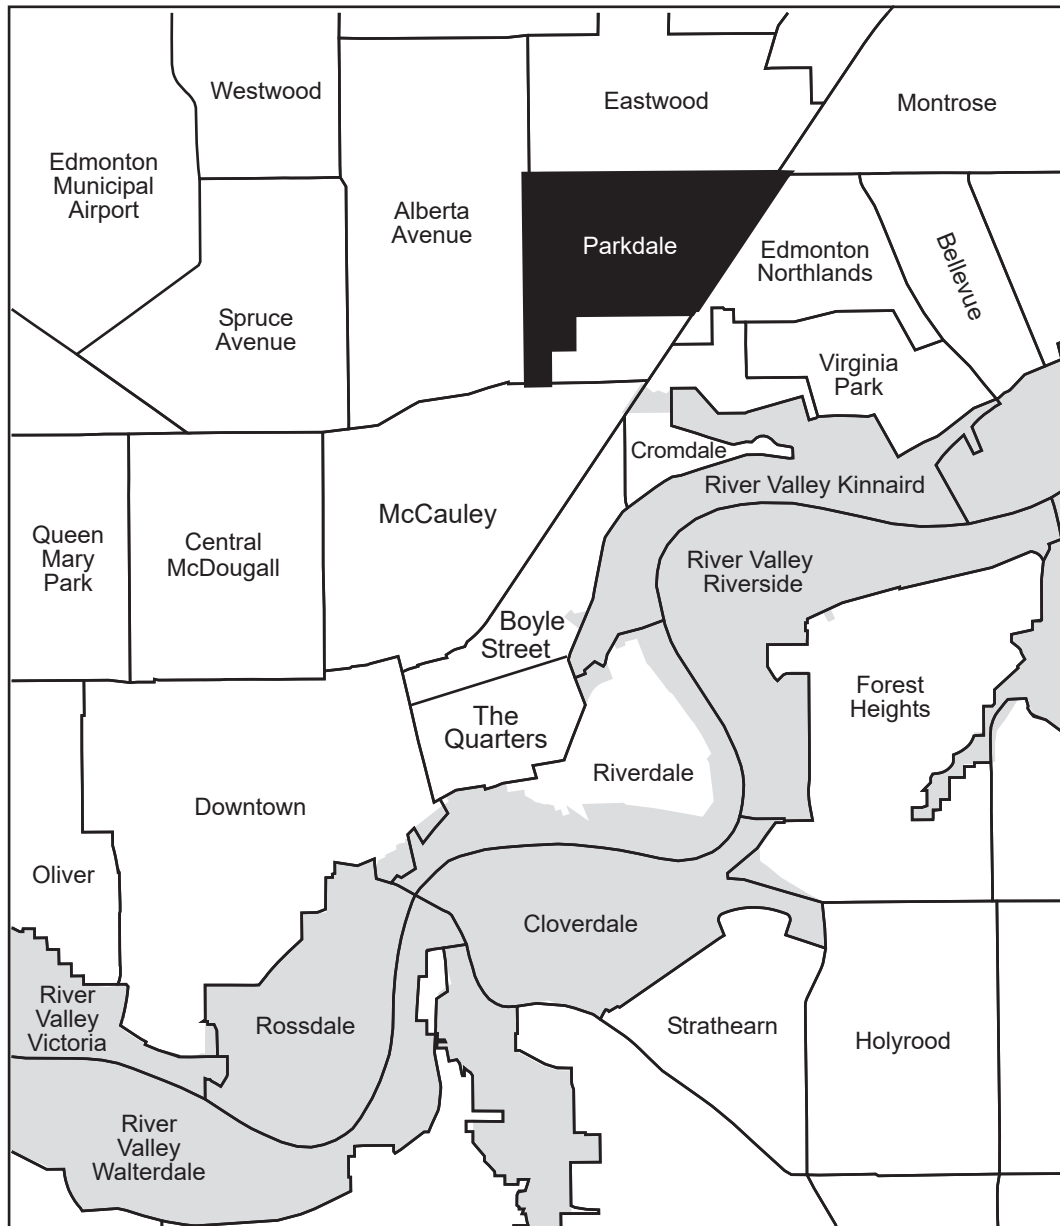 Westwood
Eastwood
Montrose
Edmonton
Municipal
Airport
Alberta
Avenue
Parkdale
Edmonton
Northlands
Bellevue
Spruce
Avenue
Virginia
Park
Cromdale
River Valley Kinnaird
McCauley
Queen
Mary
Park
Central
McDougall
River Valley
Riverside
Boyle
Street
Forest
Heights
The
Quarters
Riverdale
Downtown
Oliver
Cloverdale
River
Valley
Victoria
Rossdale
Strathearn
Holyrood
River
Valley
Walterdale